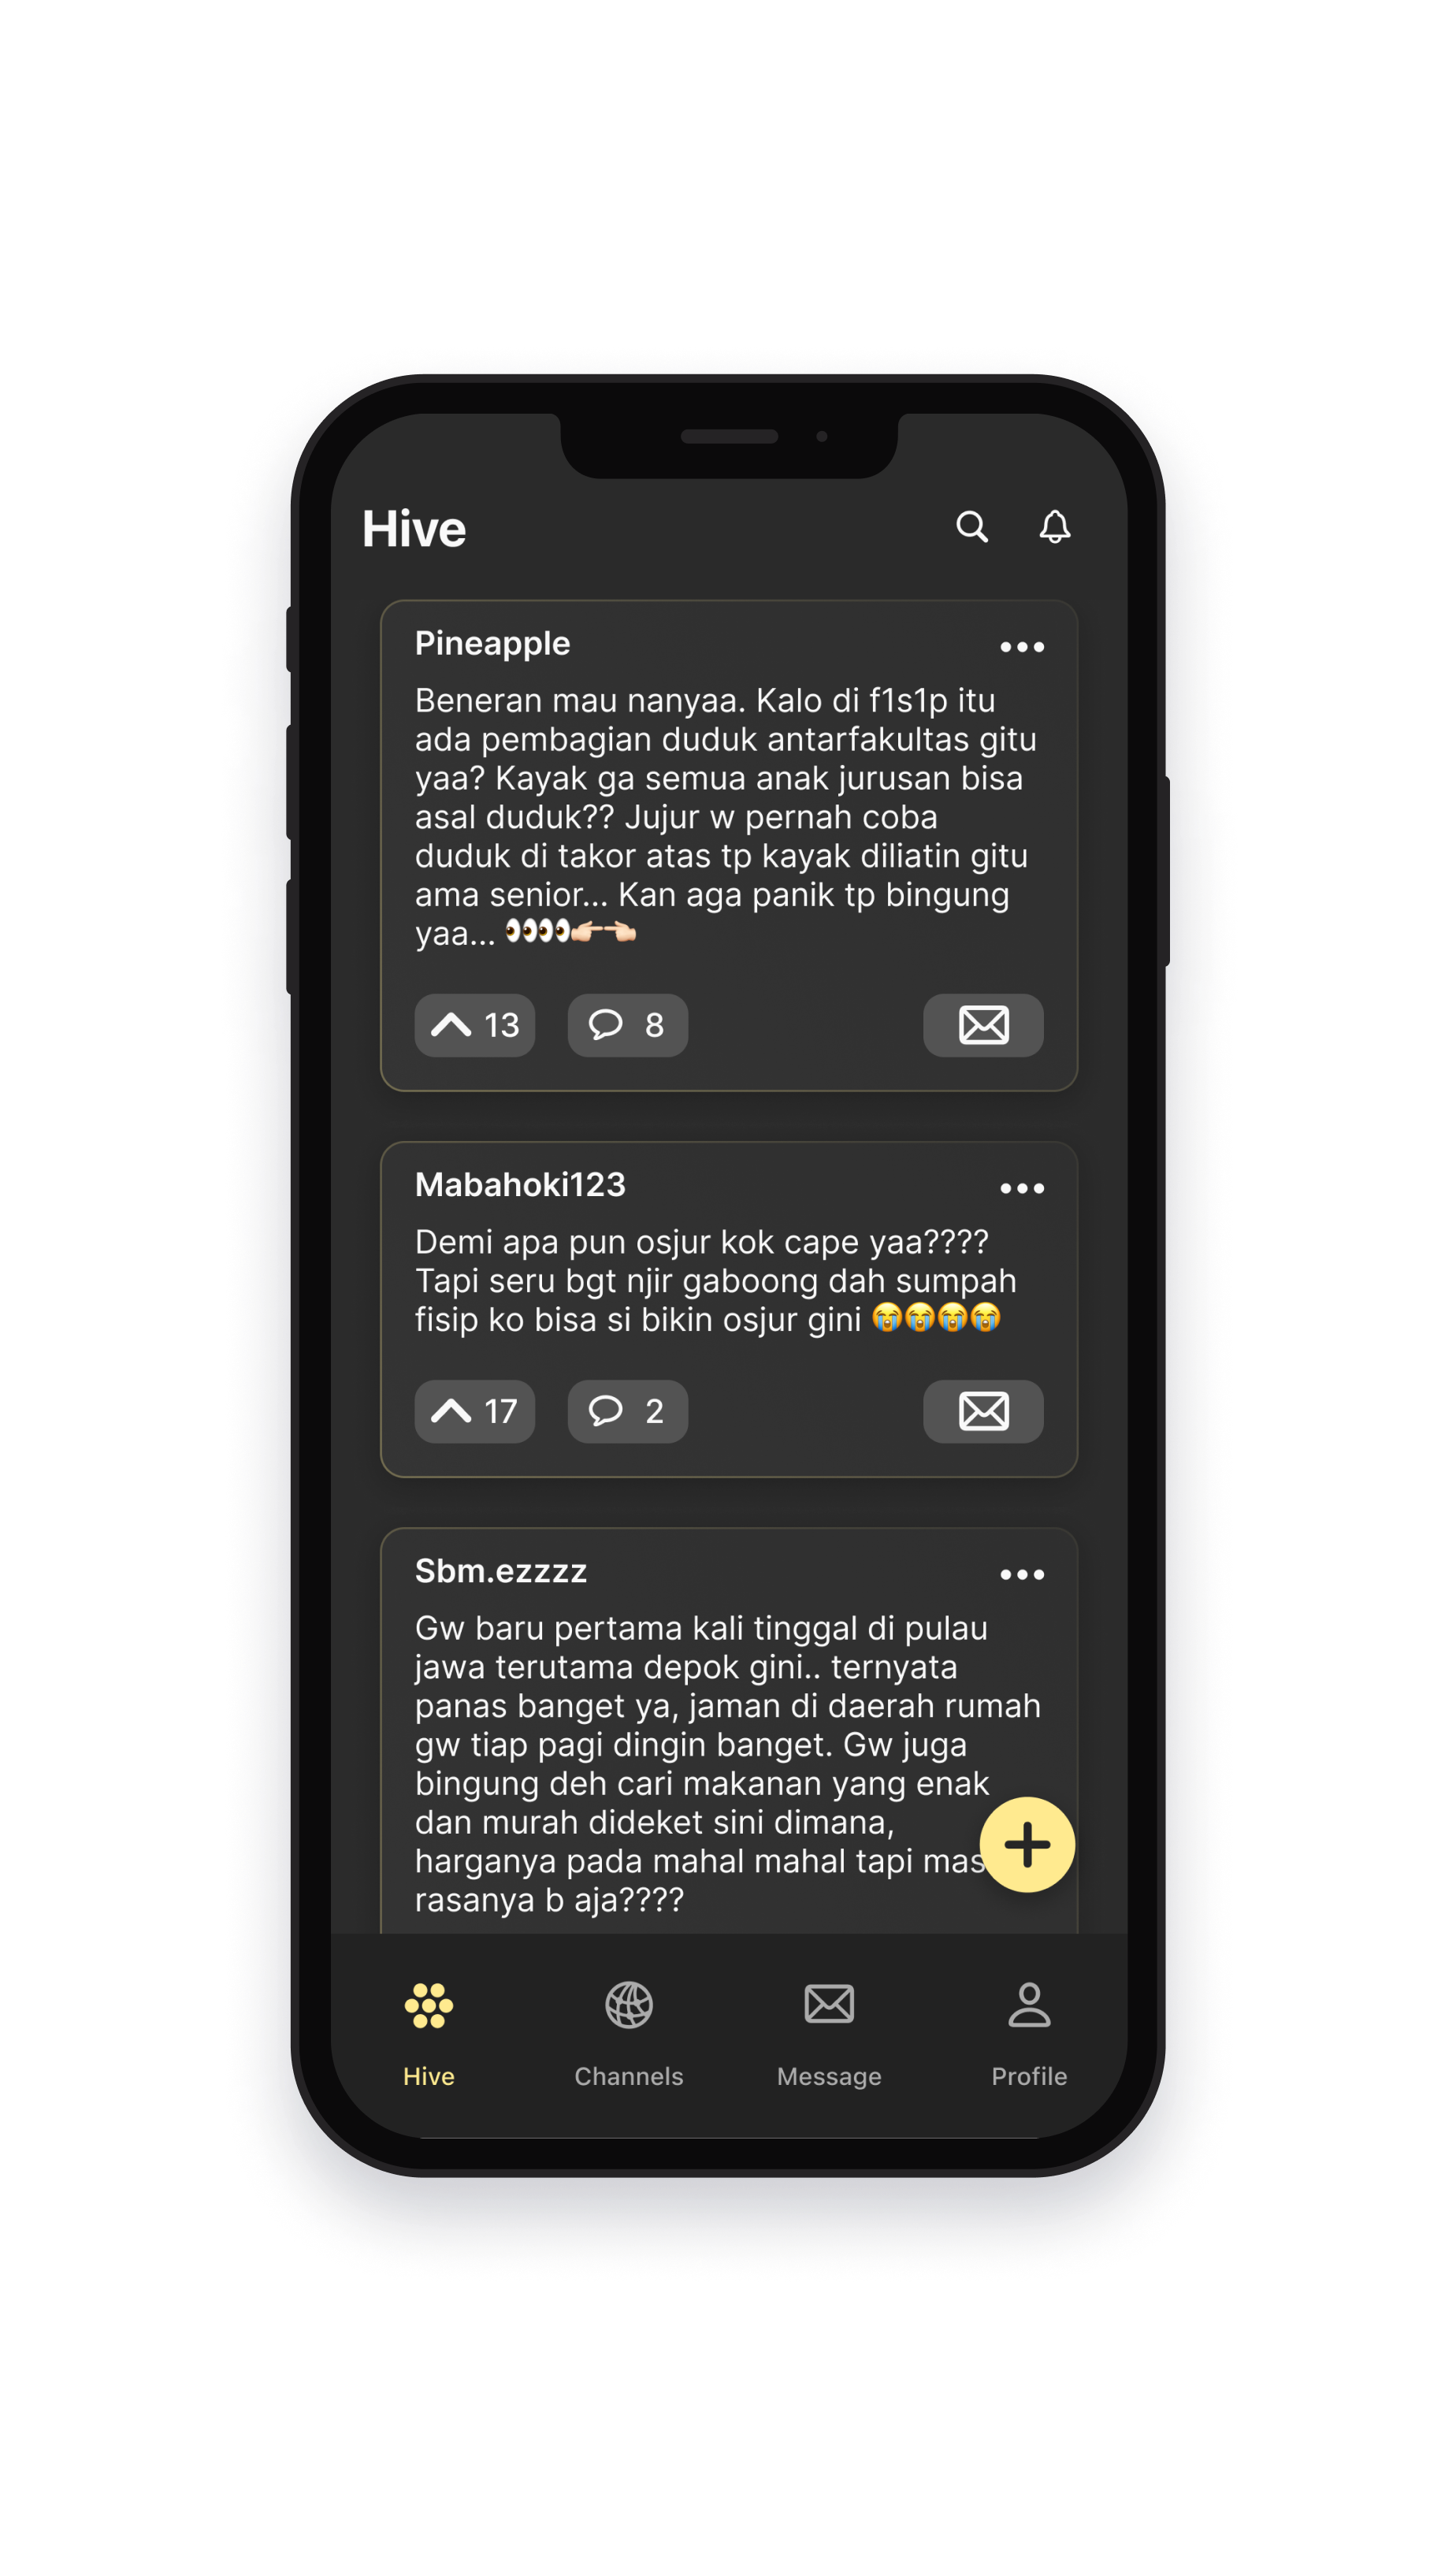 Hive
Pineapple
Beneran mau nanyaa. Kalo di f1s1p itu
ada pembagian duduk antarfakultas gitu
yaa? Kayak ga semua anak jurusan bisa
asal duduk?? Jujur w pernah coba
duduk di takor atas tp kayak diliatin gitu
ama senior... Kan aga panik tp bingung
yaa... 👀👀👉🏻👈🏻
13 8
Mabahoki123
Demi apa pun osjur kok cape yaa????
Tapi seru bgt njir gaboong dah sumpah
fisip ko bisa si bikin osjur gini 😭😭😭😭
17 2
Sbm.ezzzz
Gw baru pertama kali tinggal di pulau
jawa terutama depok gini.. ternyata
panas banget ya, jaman di daerah rumah
gw tiap pagi dingin banget. Gw juga
bingung deh cari makanan yang enak
dan murah dideket sini dimana,
harganya pada mahal mahal tapi
rasanya b aja????
Hive Channels Message Profile